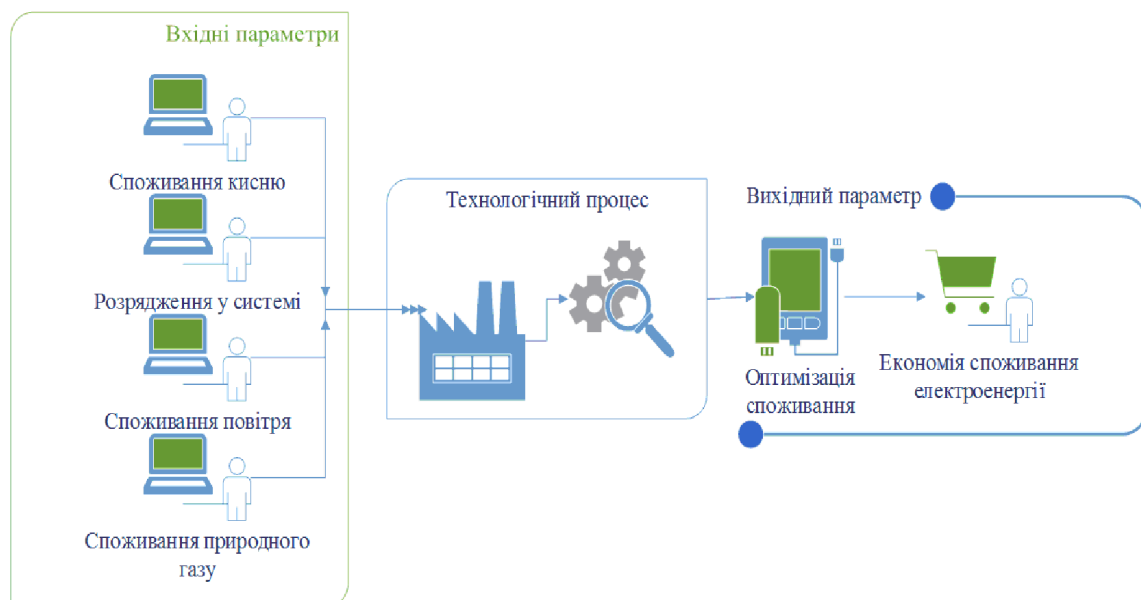 Вхідні параметри
Споживання кисню
Розрядження у системі
Споживання повітря
Споживання природного
газу
Технологічний процес
Вихідний параметр
Оптимізація
споживання
Економія споживання
електроенергії